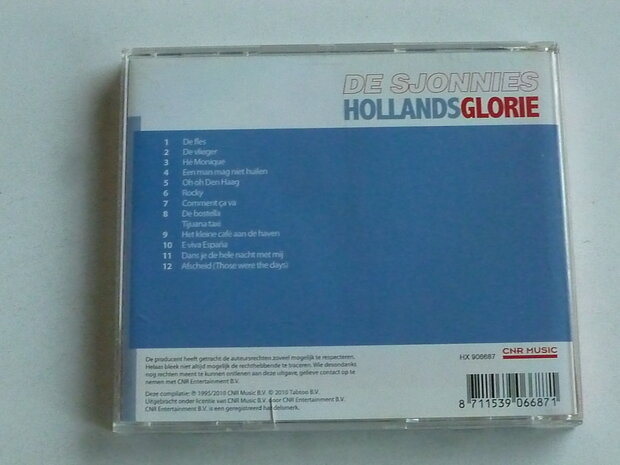 DE SJONNIES
HOLLANDSGLORIE
1 De fles
2 De vlieger
3 Hé Monique
4 Een man mag niet huilen
5 Oh oh Den Haag
6 Rocky
7 Comment ça va
8 De bostella
Tijuana taxi
9 Het kleine café aan de haven
10 E viva España
11 Dans je de hele nacht met mij
12 Afscheid (Those were the days)
De producent heeft getracht de auteursrechten zoveel mogelijk te respecteren.
Helaas bleek niet altijd mogelijk de rechthebbende te traceren. Wie desondanks
nog rechten meent te kunnen ontlenen aan deze uitgave, gelieve contact op te
nemen met CNR Entertainment B.V.
Deze compilatie: ℗ 1995/2010 CNR Music B.V. © 2010 Taboo B.V.
Uitgebracht onder licentie van CNR Music B.V. door CNR Entertainment B.V.
CNR Entertainment B.V. is een geregistreerd handelsmerk.
HX 906687
CNR MUSIC
8 711539 066871